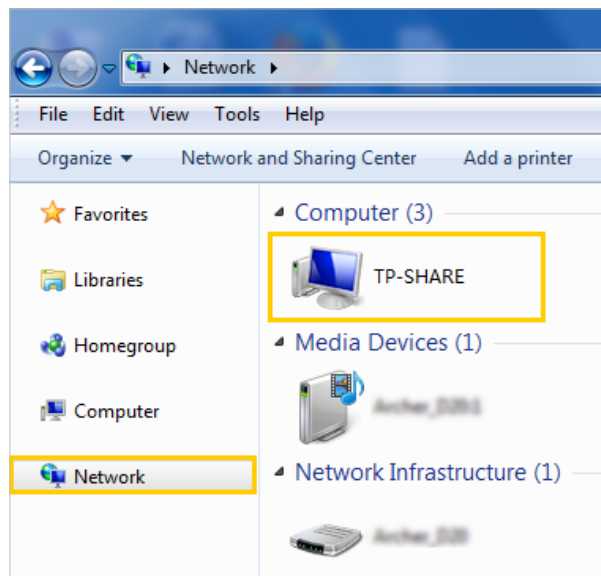 Network
File Edit View Tools Help
Organize Network and Sharing Center Add a printer
Favorites
Libraries
Homegroup
Computer
Network
Computer (3)
TP-SHARE
Media Devices (1)
Network Infrastructure (1)